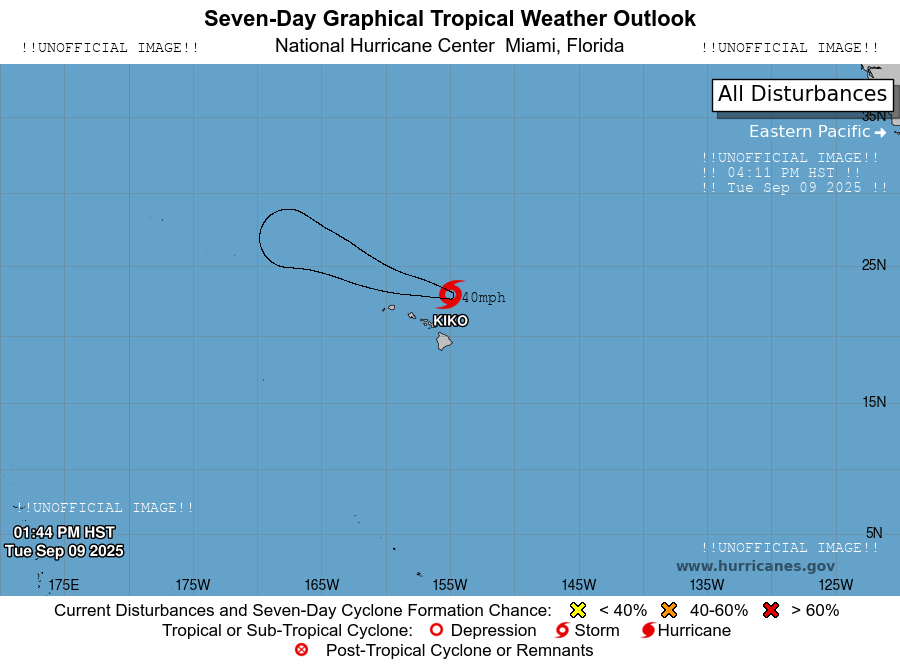 Seven-Day Graphical Tropical Weather Outlook
National Hurricane Center  Miami, Florida
!!UNOFFICIAL IMAGE!!
!!UNOFFICIAL IMAGE!!
All Disturbances
35N
Eastern Pacific
!!UNOFFICIAL IMAGE!!
!! 04:11 PM HST !!
!! Tue Sep 09 2025 !!
25N
40mph
KIKO
15N
!!UNOFFICIAL IMAGE!!
01:44 PM HST
Tue Sep 09 2025
5N
!!UNOFFICIAL IMAGE!!
www.hurricanes.gov
175E 175W 165W 155W 145W 135W 125W
Current Disturbances and Seven-Day Cyclone Formation Chance: < 40% 40-60% > 60%
Tropical or Sub-Tropical Cyclone: Depression Storm Hurricane
Post-Tropical Cyclone or Remnants